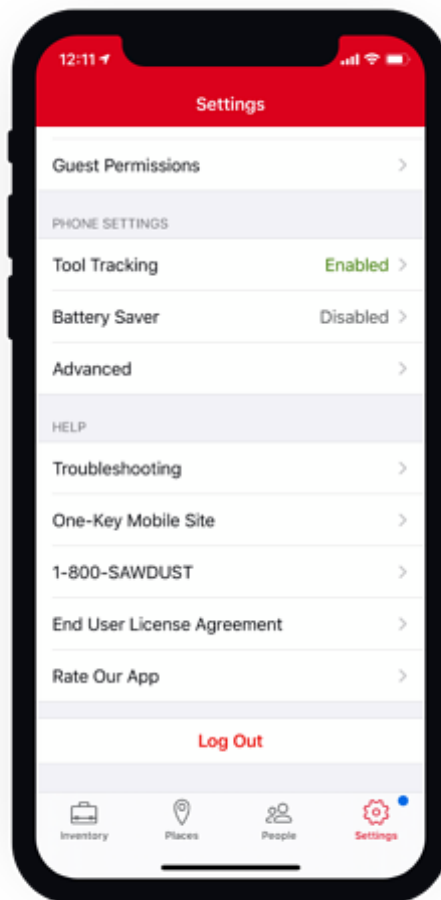 12:11
Settings
Guest Permissions
PHONE SETTINGS
Tool Tracking Enabled
Battery Saver Disabled
Advanced
HELP
Troubleshooting
One-Key Mobile Site
1-800-SAWDUST
End User License Agreement
Rate Our App
Log Out
Inventory Places People Settings